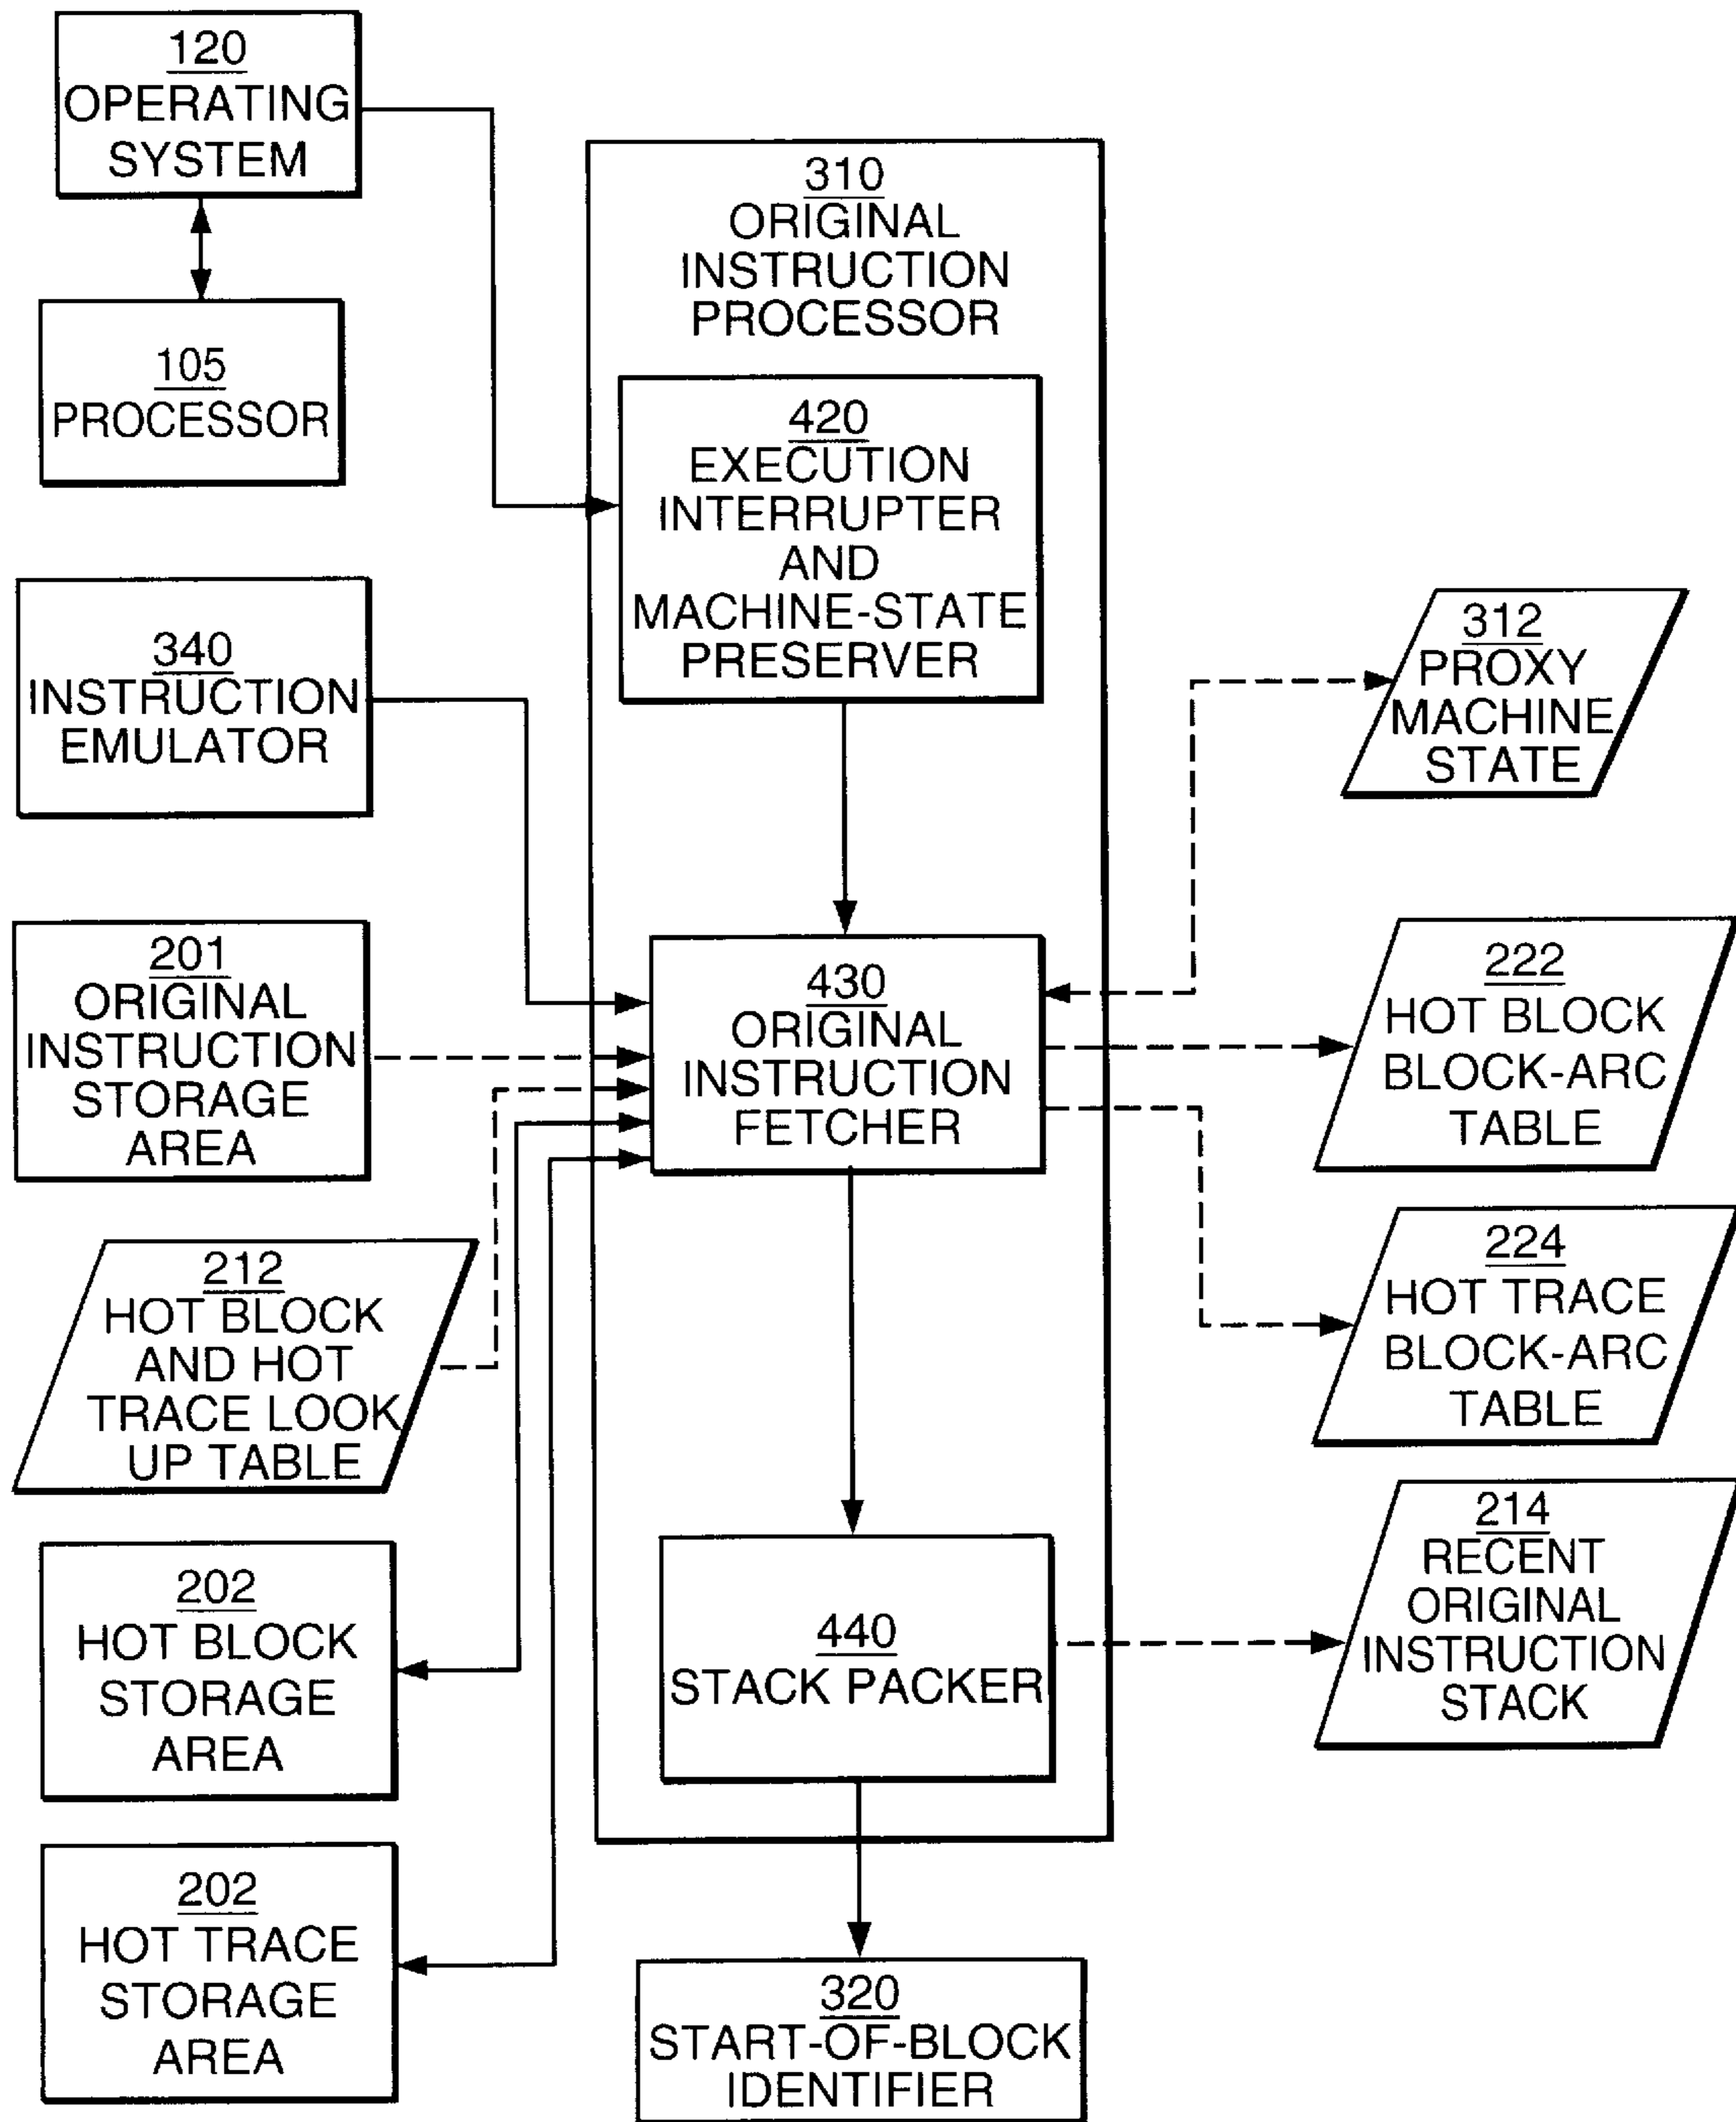 120
OPERATING
SYSTEM
105
PROCESSOR
310
ORIGINAL
INSTRUCTION
PROCESSOR
420
EXECUTION
INTERRUPTER
AND
MACHINE-STATE
PRESERVER
340
INSTRUCTION
EMULATOR
312
PROXY
MACHINE
STATE
201
ORIGINAL
INSTRUCTION
STORAGE
AREA
430
ORIGINAL
INSTRUCTION
FETCHER
222
HOT BLOCK
BLOCK-ARC
TABLE
212
HOT BLOCK
AND HOT
TRACE LOOK
UP TABLE
224
HOT TRACE
BLOCK-ARC
TABLE
202
HOT BLOCK
STORAGE
AREA
440
STACK PACKER
214
RECENT
ORIGINAL
INSTRUCTION
STACK
202
HOT TRACE
STORAGE
AREA
320
START-OF-BLOCK
IDENTIFIER